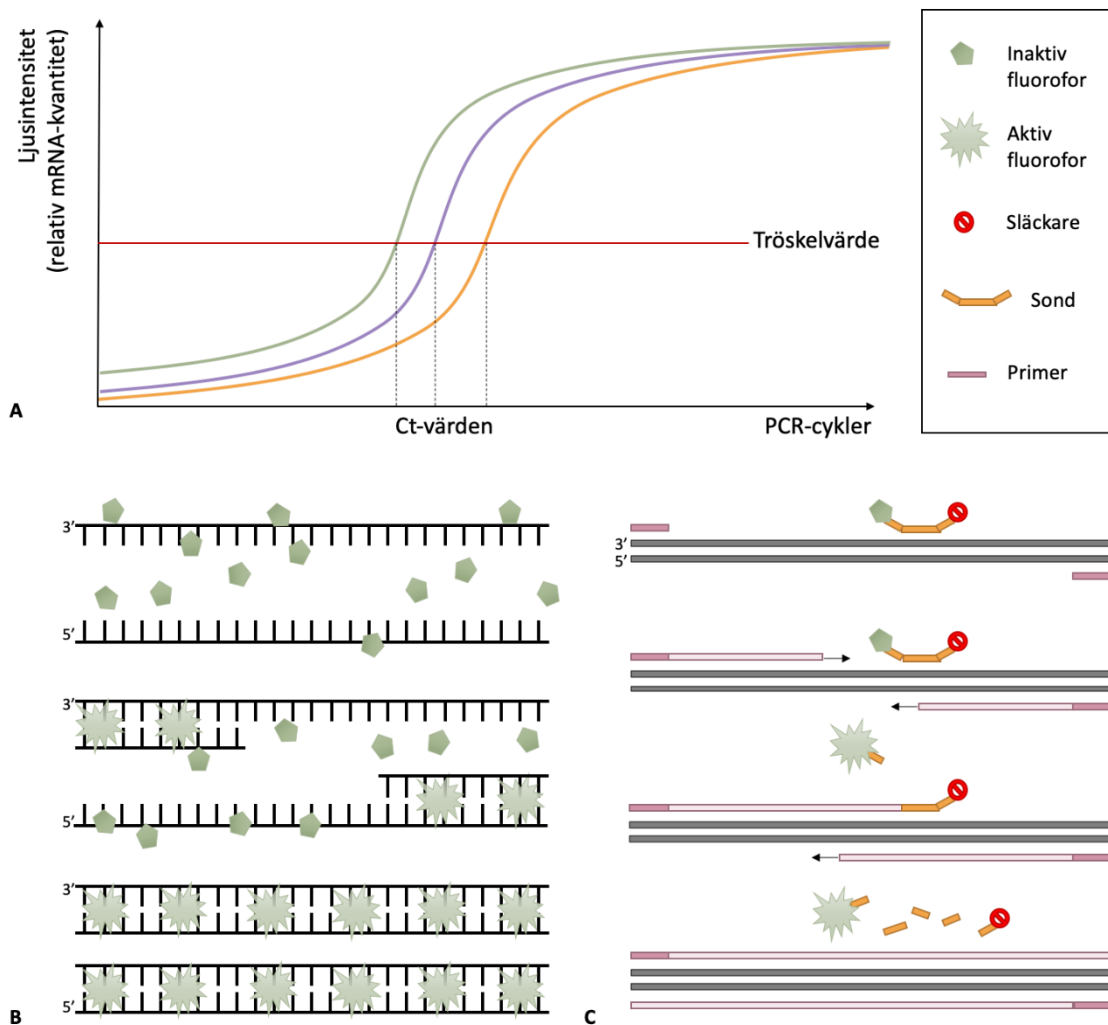 Ljusintensitet
(relativ mRNA-kvantitet)
Tröskelvärde
A
Ct-värden
PCR-cykler
Inaktiv
fluorofor
Aktiv
fluorofor
Släckare
Sond
Primer
3′
5′
3′
5′
3′
5′
B
3′
5′
C